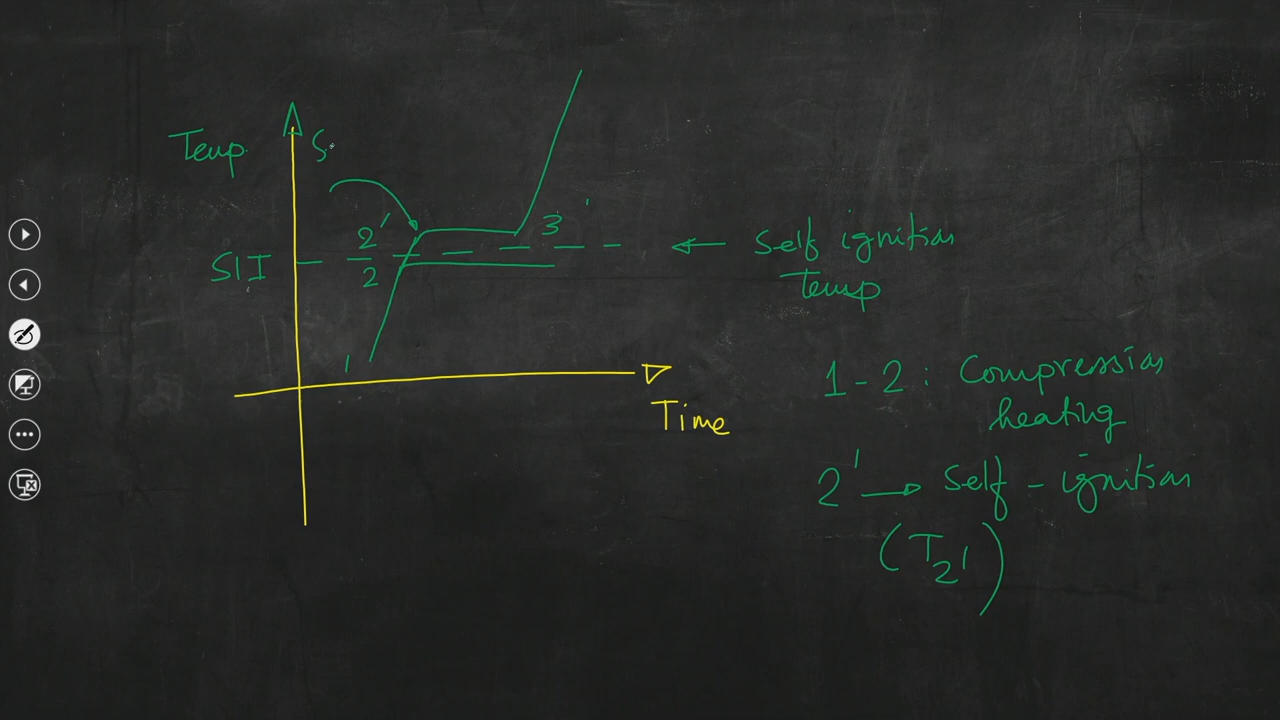 Temp. S.
2'
3'
SIT
2
Self ignition
Temp
1
Time
1-2: Compression
heating
2' → Self-ignition
(T2')